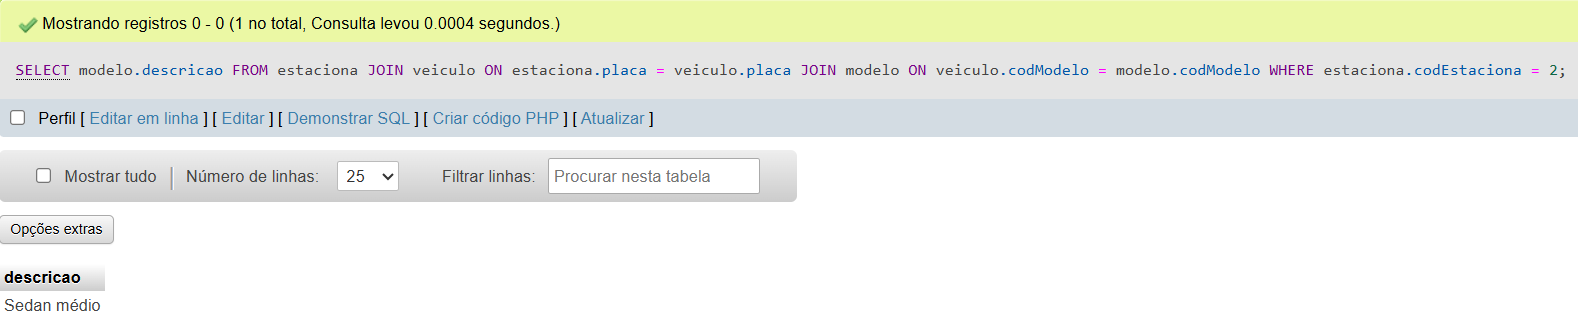 Mostrando registros 0 - 0 (1 no total, Consulta levou 0.0004 segundos.)
SELECT modelo.descricao FROM estaciona JOIN veiculo ON estaciona.placa = veiculo.placa JOIN modelo ON veiculo.codModelo = modelo.codModelo WHERE estaciona.codEstaciona = 2;
Perfil [ Editar em linha ] [ Editar ] [ Demonstrar SQL ] [ Criar código PHP ] [ Atualizar ]
Mostrar tudo Número de linhas: 25 Filtrar linhas: Procurar nesta tabela
Opções extras
descricao
Sedan médio